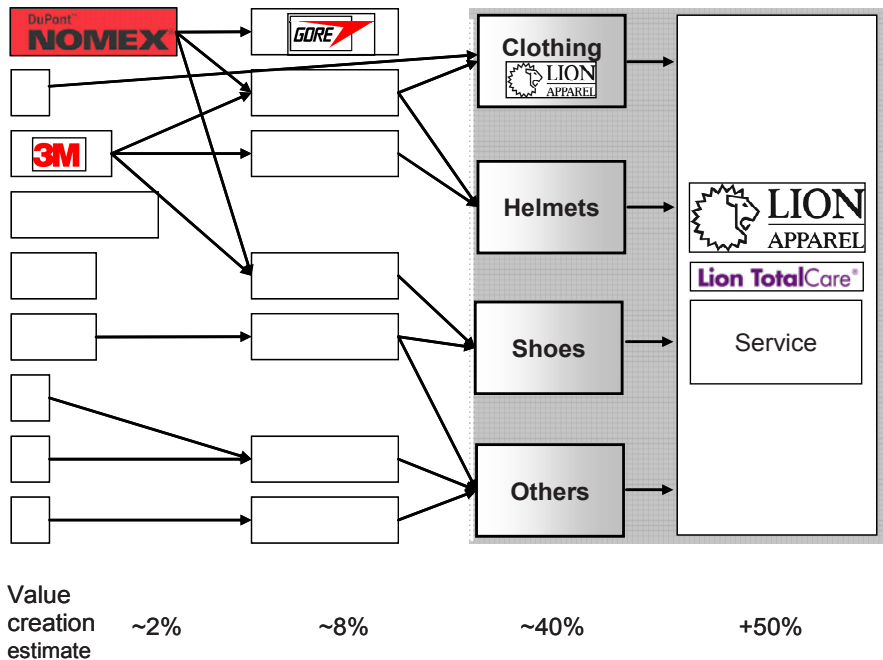 DuPont™
NOMEX
GORE
3M
Clothing
LION
APPAREL
Helmets
Shoes
Others
LION
APPAREL
Lion TotalCare®
Service
Value
creation
estimate
~2%
~8%
~40%
+50%